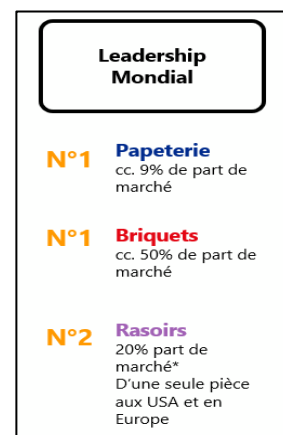 Leadership
Mondial
N°1 Papeterie
cc. 9% de part de
marché
N°1 Briquets
cc. 50% de part de
marché
N°2 Rasoirs
20% part de
marché*
D'une seule pièce
aux USA et en
Europe